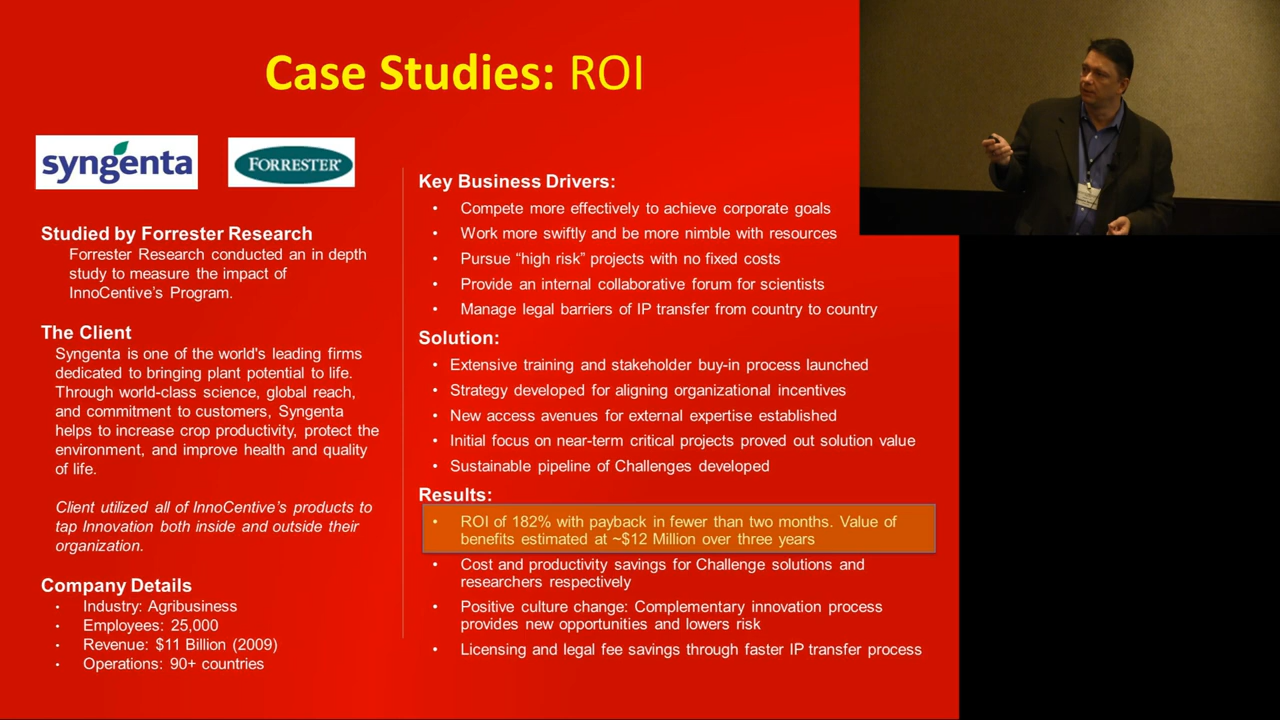 Case Studies: ROI
syngenta
FORRESTER®
Studied by Forrester Research
Forrester Research conducted an in depth
study to measure the impact of
InnoCentive's Program.
The Client
Syngenta is one of the world's leading firms
dedicated to bringing plant potential to life.
Through world-class science, global reach,
and commitment to customers, Syngenta
helps to increase crop productivity, protect the
environment, and improve health and quality
of life.
Client utilized all of InnoCentive's products to
tap Innovation both inside and outside their
organization.
Company Details
• Industry: Agribusiness
• Employees: 25,000
• Revenue: $11 Billion (2009)
• Operations: 90+ countries
Key Business Drivers:
• Compete more effectively to achieve corporate goals
• Work more swiftly and be more nimble with resources
• Pursue “high risk” projects with no fixed costs
• Provide an internal collaborative forum for scientists
• Manage legal barriers of IP transfer from country to country
Solution:
• Extensive training and stakeholder buy-in process launched
• Strategy developed for aligning organizational incentives
• New access avenues for external expertise established
• Initial focus on near-term critical projects proved out solution value
• Sustainable pipeline of Challenges developed
Results:
• ROI of 182% with payback in fewer than two months. Value of
benefits estimated at ~$12 Million over three years
• Cost and productivity savings for Challenge solutions and
researchers respectively
• Positive culture change: Complementary innovation process
provides new opportunities and lowers risk
• Licensing and legal fee savings through faster IP transfer process